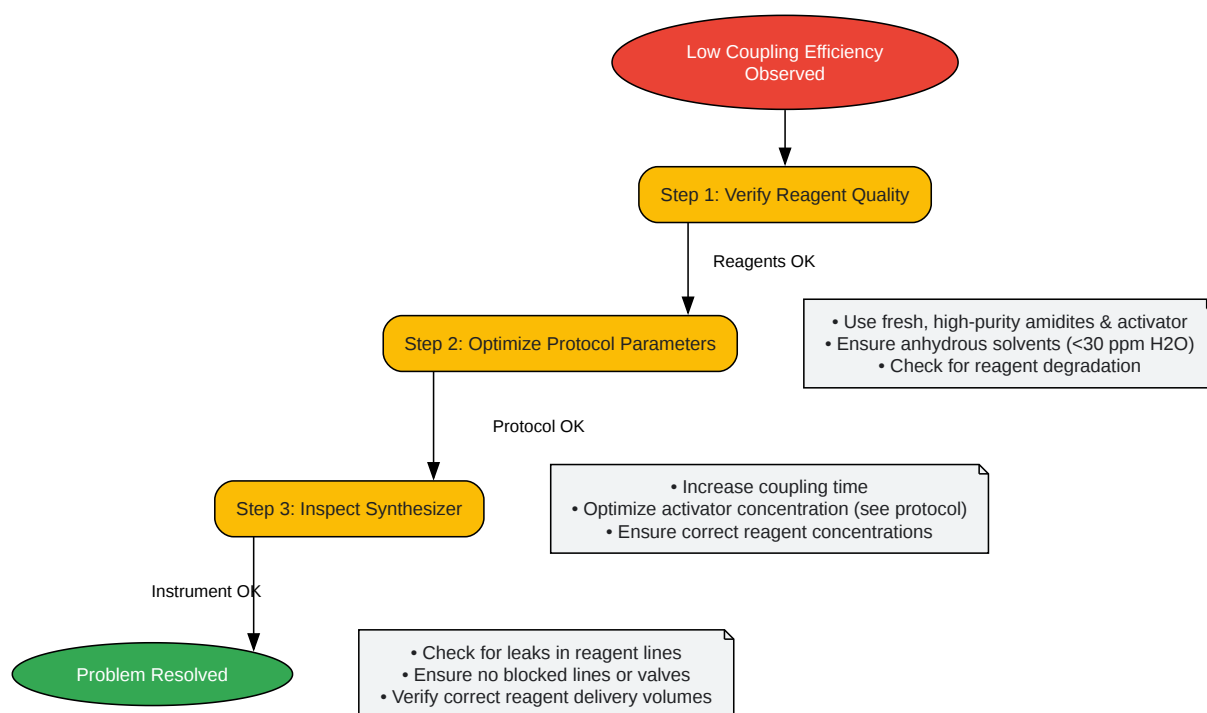 Low Coupling Efficiency
Observed
Step 1: Verify Reagent Quality
Reagents OK
• Use fresh, high-purity amidites & activator
• Ensure anhydrous solvents (<30 ppm H2O)
• Check for reagent degradation
Step 2: Optimize Protocol Parameters
Protocol OK
• Increase coupling time
• Optimize activator concentration (see protocol)
• Ensure correct reagent concentrations
Step 3: Inspect Synthesizer
Instrument OK
• Check for leaks in reagent lines
• Ensure no blocked lines or valves
• Verify correct reagent delivery volumes
Problem Resolved